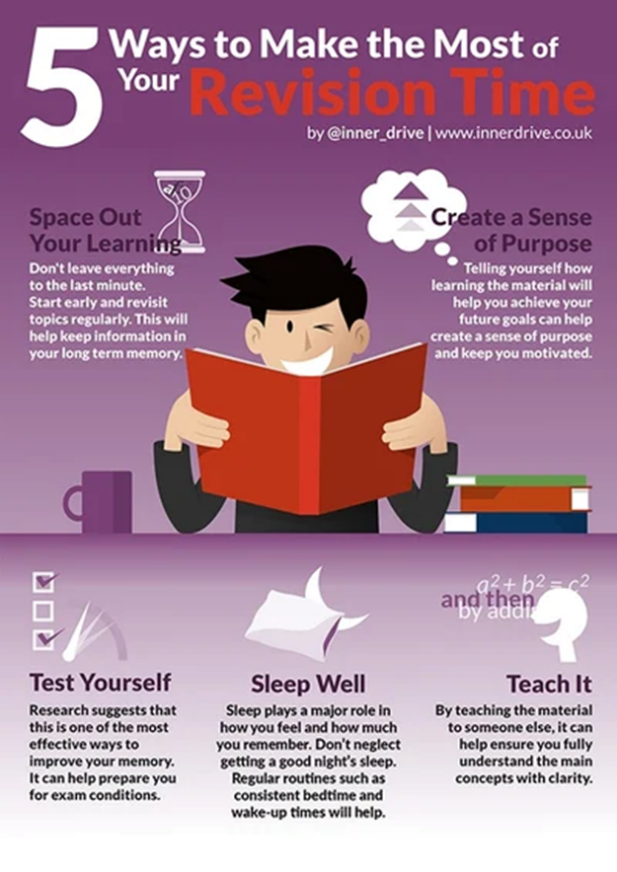 5 Ways to Make the Most of
Your Revision Time
by @inner_drive | www.innerdrive.co.uk
Space Out
Your Learning
Don't leave everything
to the last minute.
Start early and revisit
topics regularly. This will
help keep information in
your long term memory.
Create a Sense
of Purpose
Telling yourself how
learning the material will
help you achieve your
future goals can help
create a sense of purpose
and keep you motivated.
Test Yourself
Research suggests that
this is one of the most
effective ways to
improve your memory.
It can help prepare you
for exam conditions.
Sleep Well
Sleep plays a major role in
how you feel and how much
you remember. Don't neglect
getting a good night's sleep.
Regular routines such as
consistent bedtime and
wake-up times will help.
a² + b² = c²
and then
by addi
Teach It
By teaching the material
to someone else, it can
help ensure you fully
understand the main
concepts with clarity.